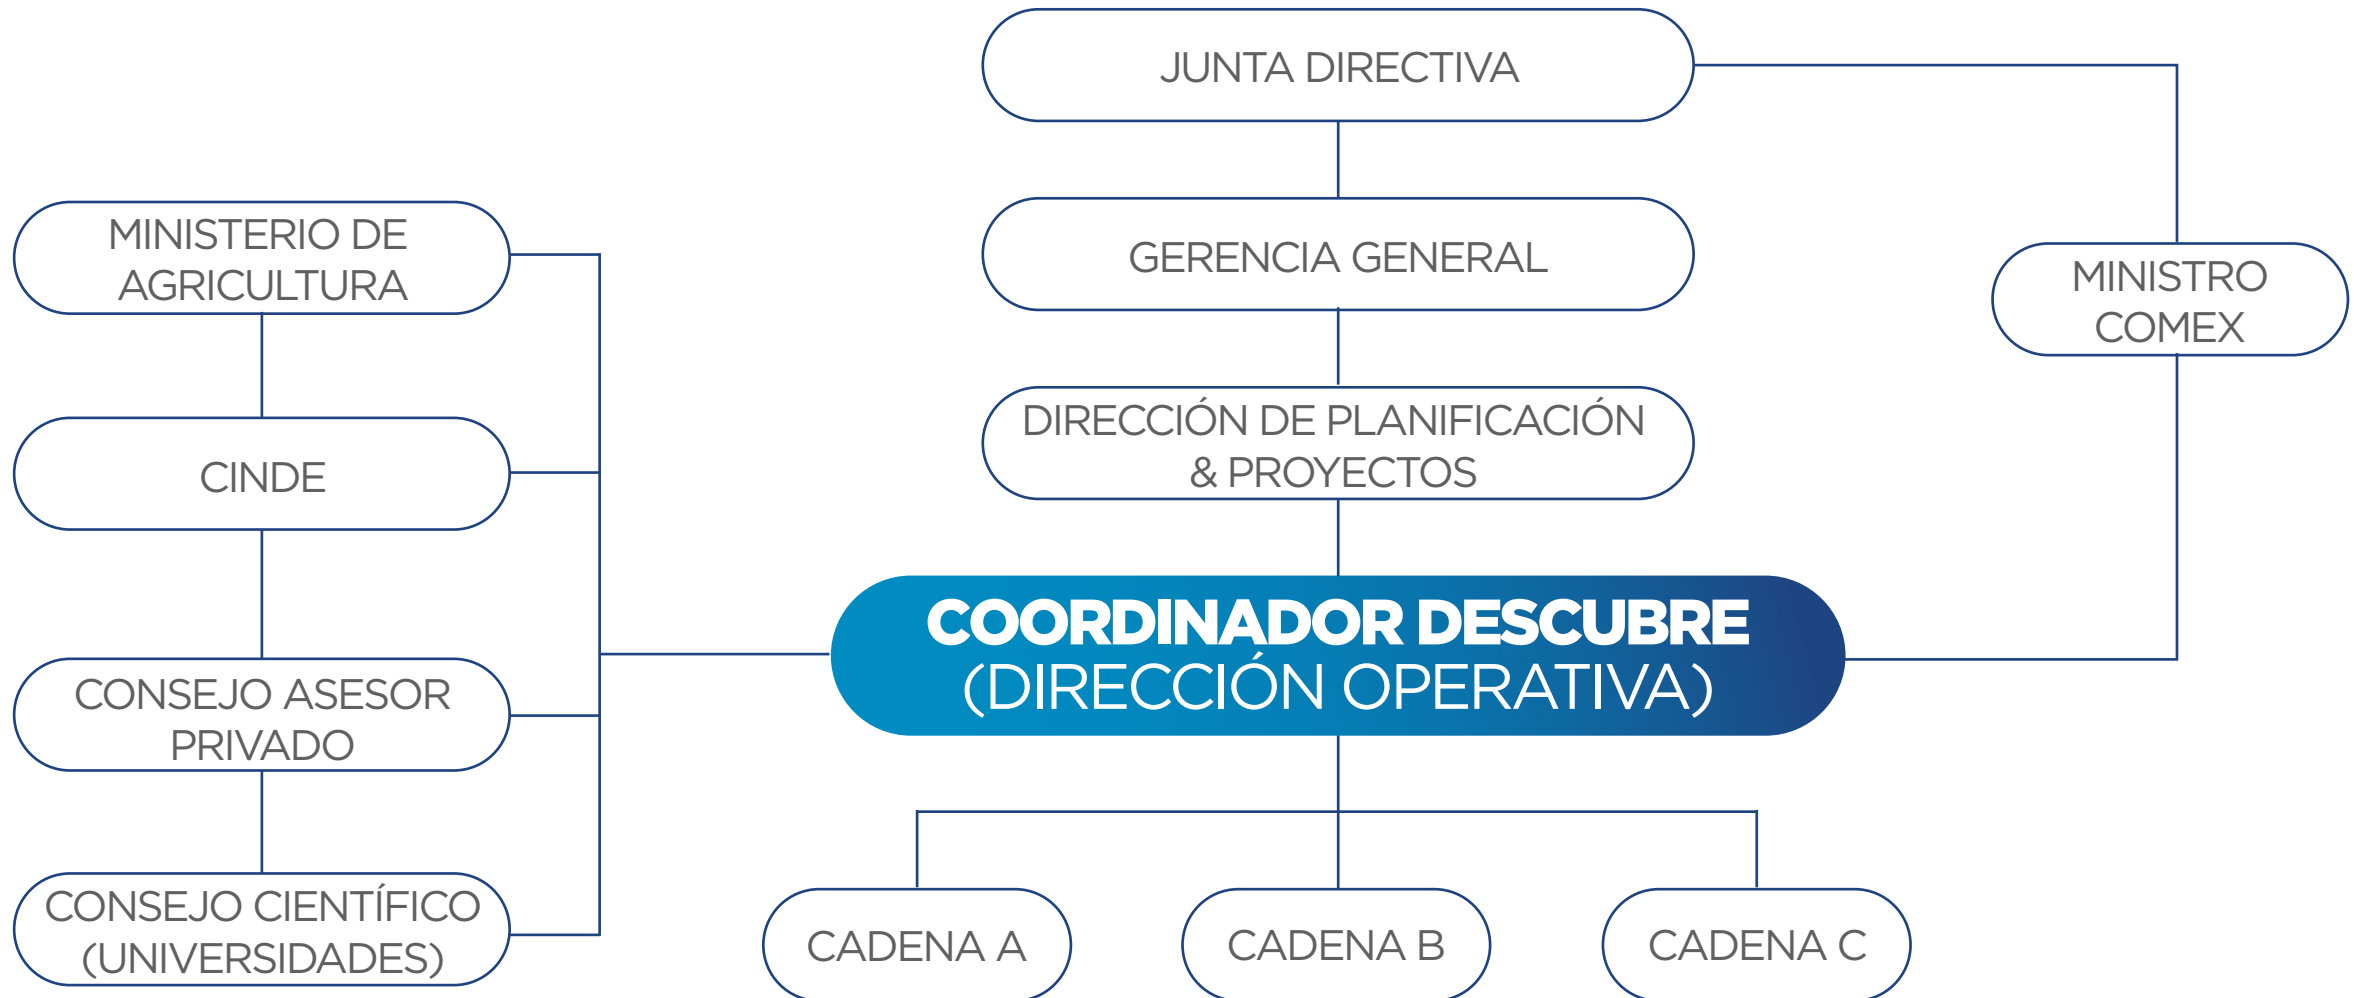 JUNTA DIRECTIVA
GERENCIA GENERAL
DIRECCIÓN DE PLANIFICACIÓN
& PROYECTOS
MINISTRO
COMEX
MINISTERIO DE
AGRICULTURA
CINDE
CONSEJO ASESOR
PRIVADO
CONSEJO CIENTÍFICO
(UNIVERSIDADES)
COORDINADOR DESCUBRE
(DIRECCIÓN OPERATIVA)
CADENA A
CADENA B
CADENA C